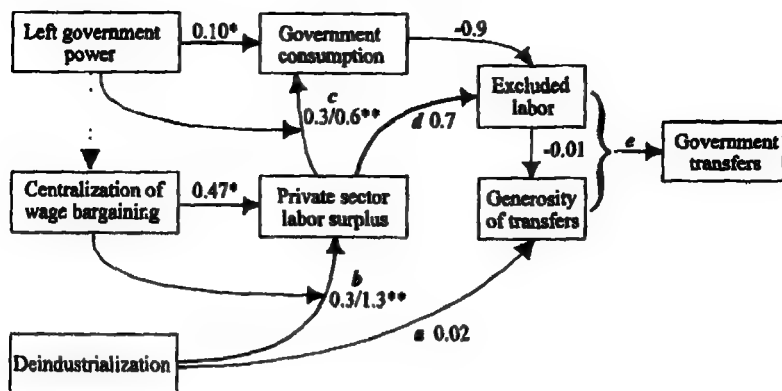 Left government
power
0.10*
Government
consumption
-0.9
Excluded
labor
c
0.3/0.6**
d 0.7
-0.01
e
Government
transfers
Centralization of
wage bargaining
0.47*
Private sector
labor surplus
Generosity
of transfers
b
0.3/1.3**
a 0.02
Deindustrialization